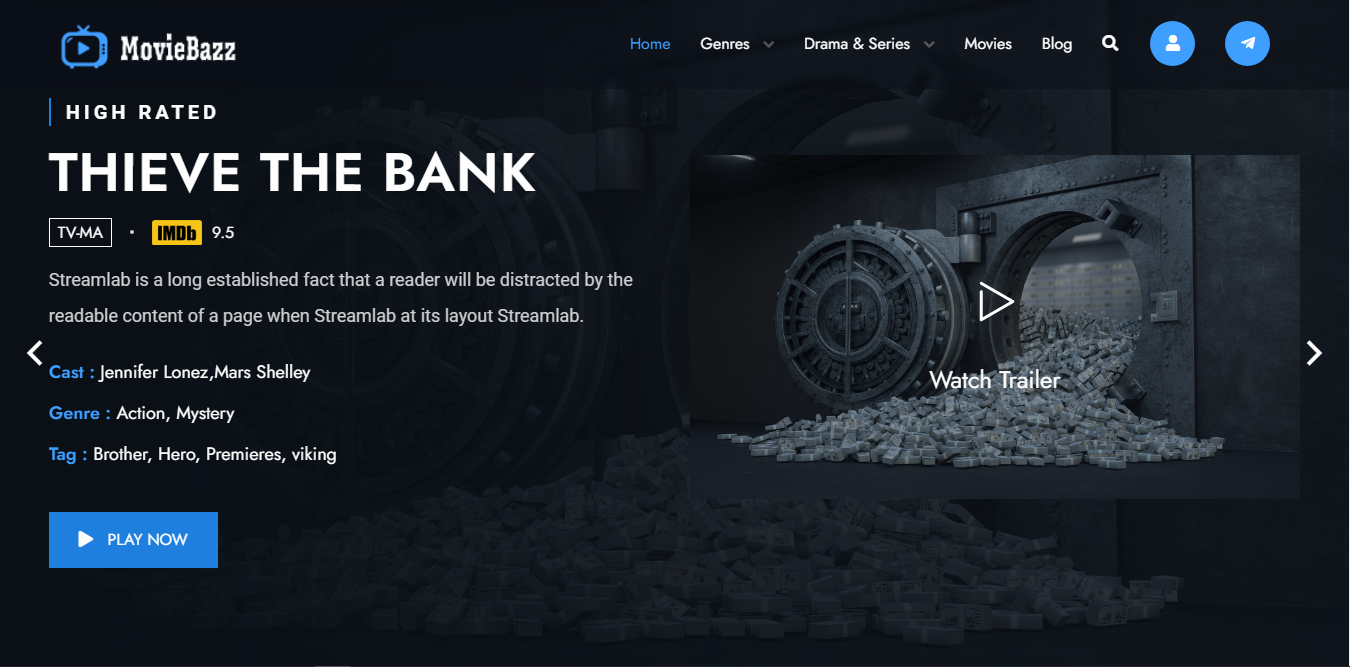 MovieBazz
Home Genres Drama & Series Movies Blog
HIGH RATED
THIEVE THE BANK
TV-MA • IMDb 9.5
Streamlab is a long established fact that a reader will be distracted by the
readable content of a page when Streamlab at its layout Streamlab.
Cast : Jennifer Lonez,Mars Shelley
Genre : Action, Mystery
Tag : Brother, Hero, Premieres, viking
PLAY NOW
Watch Trailer